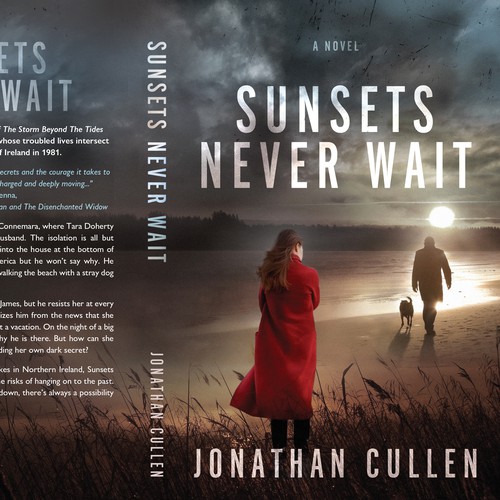 ETS
WAIT
The Storm Beyond The Tides
whose troubled lives intersect
f Ireland in 1981.
ecrets and the courage it takes to
harged and deeply moving..."
enna,
an and The Disenchanted Widow
Connemara, where Tara Doherty
usband. The isolation is all but
into the house at the bottom of
erica but he won't say why. He
walking the beach with a stray dog
James, but he resists her at every
izes him from the news that she
t a vacation. On the night of a big
hy he is there. But how can she
ding her own dark secret?
kes in Northern Ireland, Sunsets
he risks of hanging on to the past.
down, there's always a possibility
SUNSETS NEVER WAIT
JONATHAN CULLEN
A NOVEL
SUNSETS
NEVER WAIT
JONATHAN CULLEN